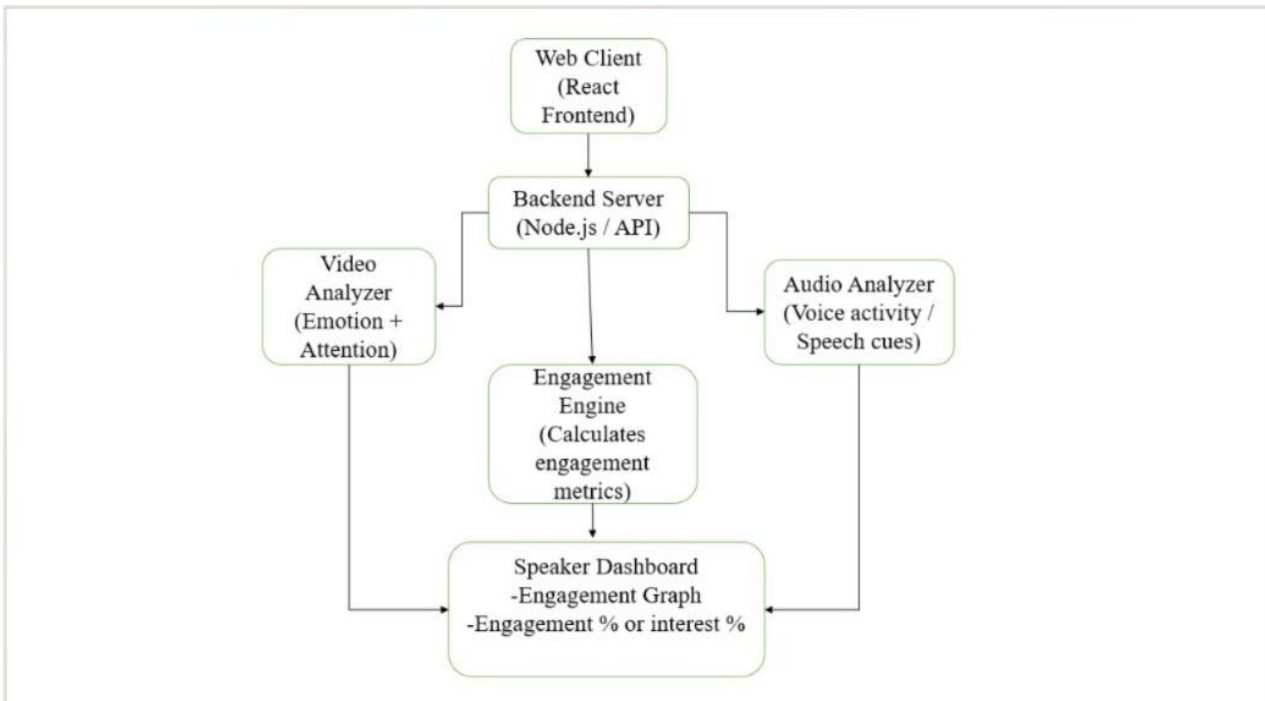 Web Client
(React
Frontend)
Backend Server
(Node.js / API)
Video
Analyzer
(Emotion +
Attention)
Audio Analyzer
(Voice activity /
Speech cues)
Engagement
Engine
(Calculates
engagement
metrics)
Speaker Dashboard
-Engagement Graph
-Engagement % or interest %